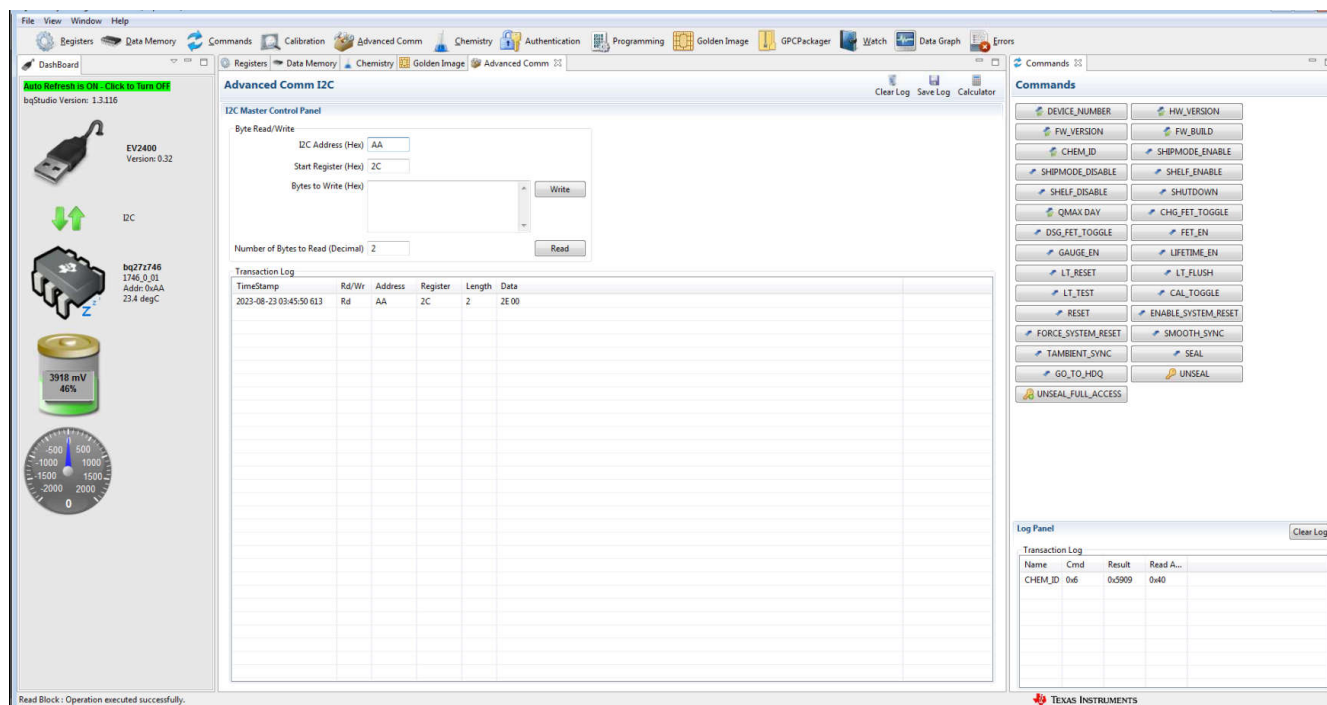 File View Window Help
Registers Data Memory Commands Calibration Advanced Comm Chemistry Authentication Programming Golden Image GPCPackager Watch Data Graph Errors
DashBoard
Auto Refresh is ON - Click to Turn OFF
bqStudio Version: 1.3.116
EV2400
Version: 0.32
I2C
bq27z746
1746_0_01
Addr: 0xAA
23.4 degC
Z
3918 mV
46%
-500 500
-1000 1000
-1500 1500
-2000 2000
0
Registers Data Memory Chemistry Golden Image Advanced Comm
Advanced Comm I2C
Clear Log Save Log Calculator
I2C Master Control Panel
Byte Read/Write
I2C Address (Hex) AA
Start Register (Hex) 2C
Bytes to Write (Hex)
Write
Number of Bytes to Read (Decimal) 2
Read
Transaction Log
TimeStamp Rd/Wr Address Register Length Data
2023-08-23 03:45:50 613 Rd AA 2C 2 2E 00
Commands
Commands
DEVICE_NUMBER HW_VERSION
FW_VERSION FW_BUILD
CHEM_ID SHIPMODE_ENABLE
SHIPMODE_DISABLE SHELF_ENABLE
SHELF_DISABLE SHUTDOWN
QMAX DAY CHG_FET_TOGGLE
DSG_FET_TOGGLE FET_EN
GAUGE_EN LIFETIME_EN
LT_RESET LT_FLUSH
LT_TEST CAL_TOGGLE
RESET ENABLE_SYSTEM_RESET
FORCE_SYSTEM_RESET SMOOTH_SYNC
TAMBIENT_SYNC SEAL
GO_TO_HDQ UNSEAL
UNSEAL_FULL_ACCESS
Log Panel
Clear Log
Transaction Log
Name Cmd Result Read A...
CHEM_ID 0x6 0x5909 0x40
Read Block : Operation executed successfully.
TEXAS INSTRUMENTS